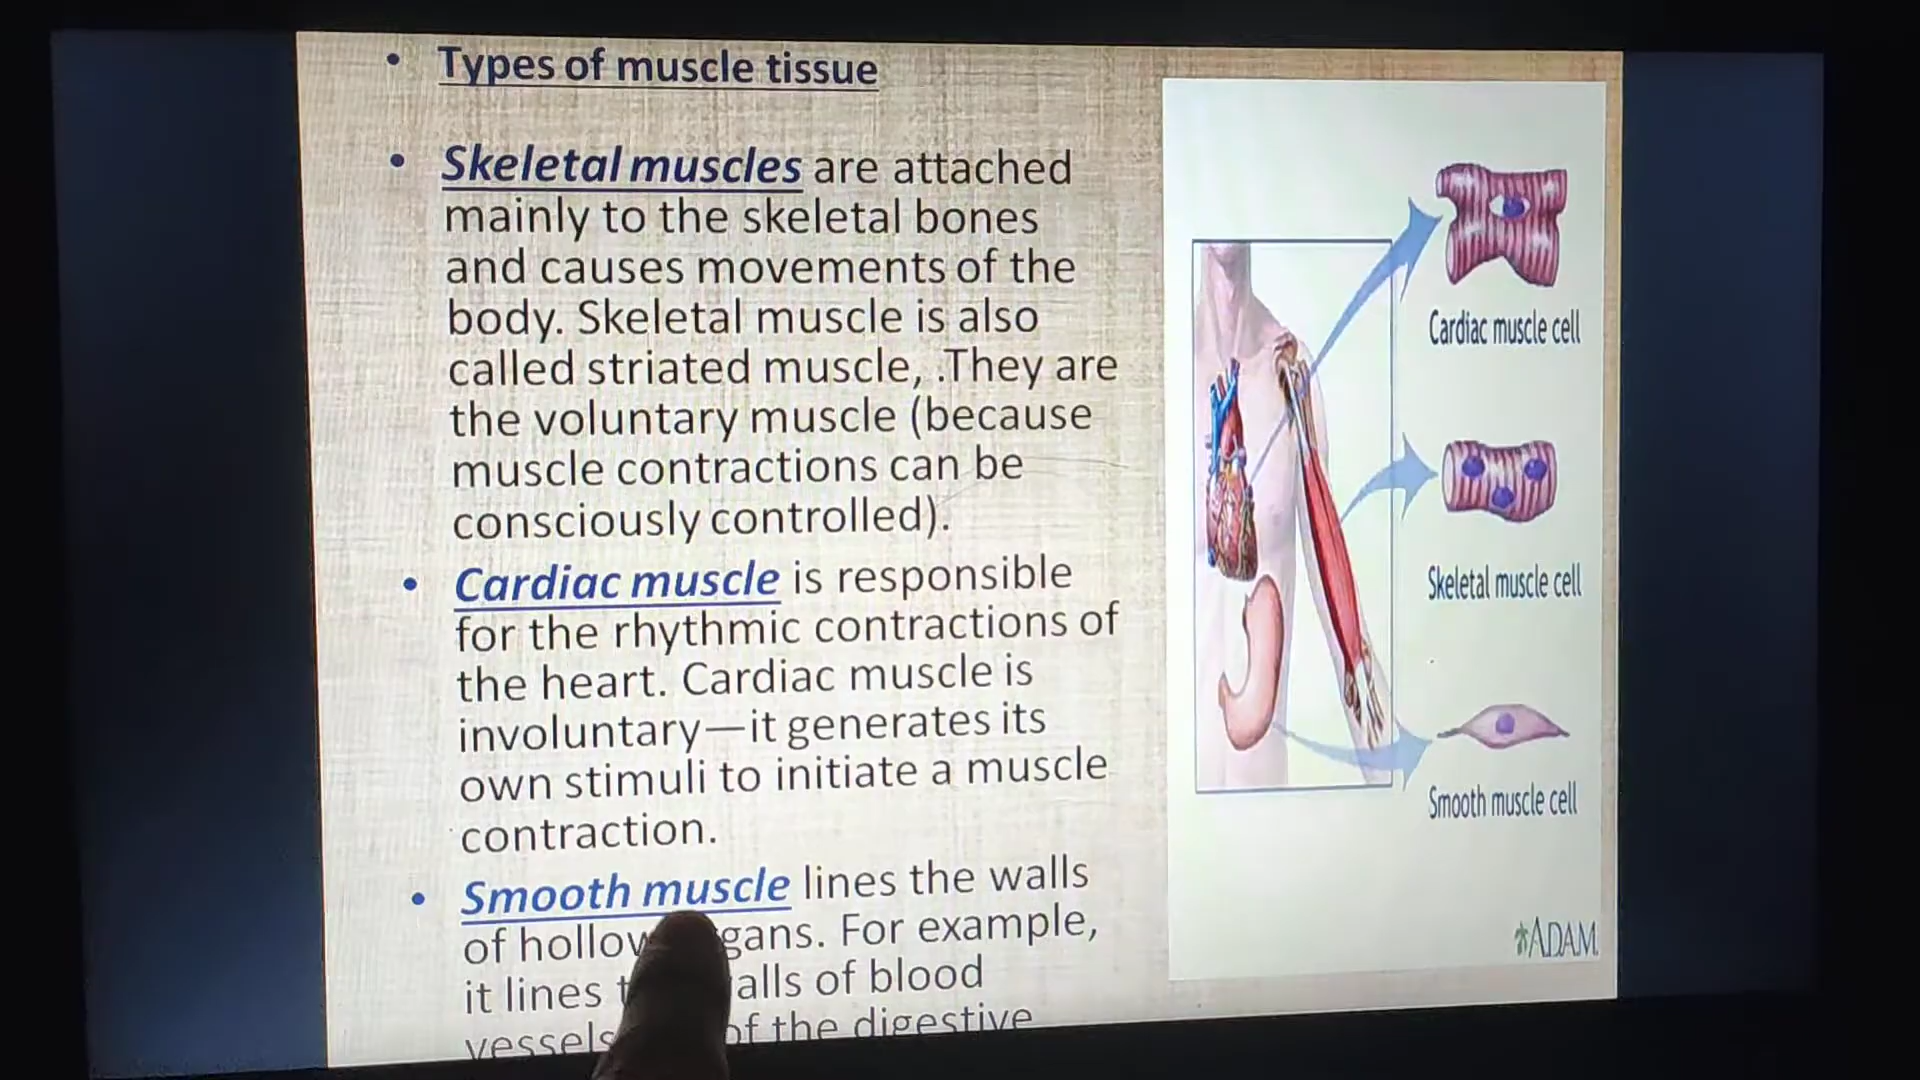 • Types of muscle tissue
• Skeletal muscles are attached
mainly to the skeletal bones
and causes movements of the
body. Skeletal muscle is also
called striated muscle, .They are
the voluntary muscle (because
muscle contractions can be
consciously controlled).
• Cardiac muscle is responsible
for the rhythmic contractions of
the heart. Cardiac muscle is
involuntary—it generates its
own stimuli to initiate a muscle
contraction.
• Smooth muscle lines the walls
of hollow For example,
it lines of blood
vessels of the digestive
Cardiac muscle cell
Skeletal muscle cell
Smooth muscle cell
ADAM